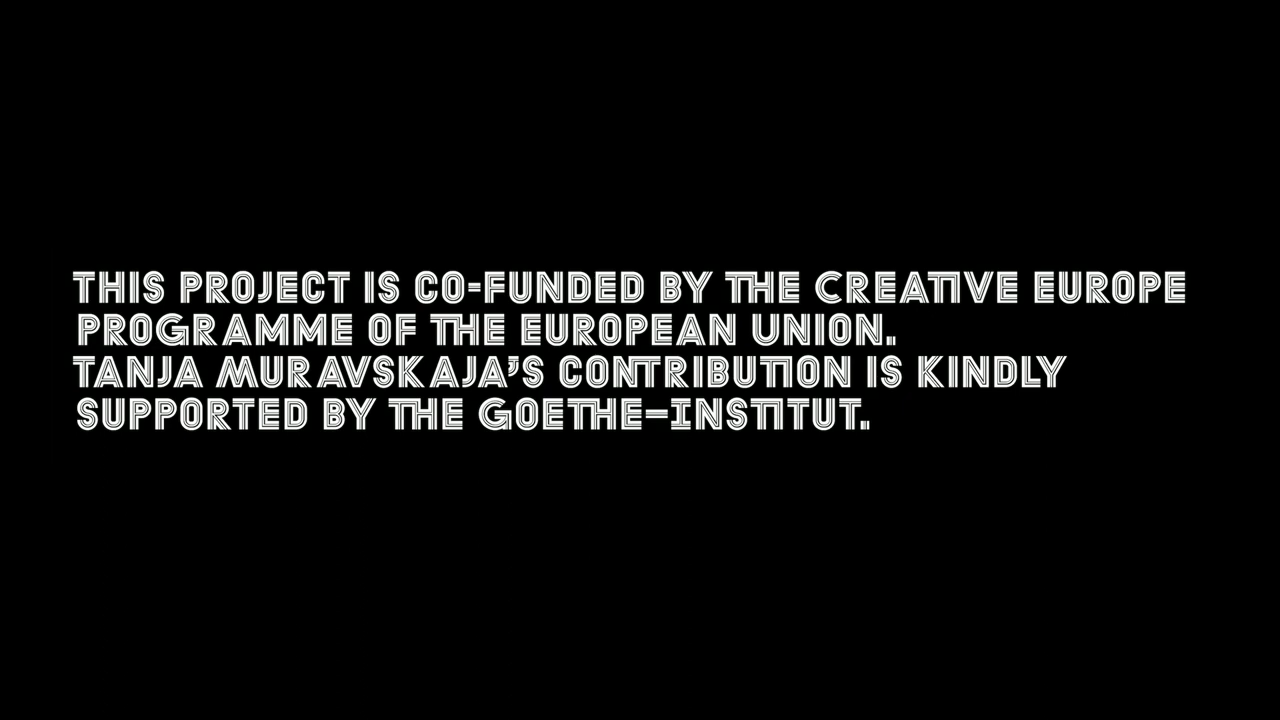 THIS PROJECT IS CO-FUNDED BY THE CREATIVE EUROPE
PROGRAMME OF THE EUROPEAN UNION.
TANJA MURAVSKAJA'S CONTRIBUTION IS KINDLY
SUPPORTED BY THE GOETHE–INSTITUT.